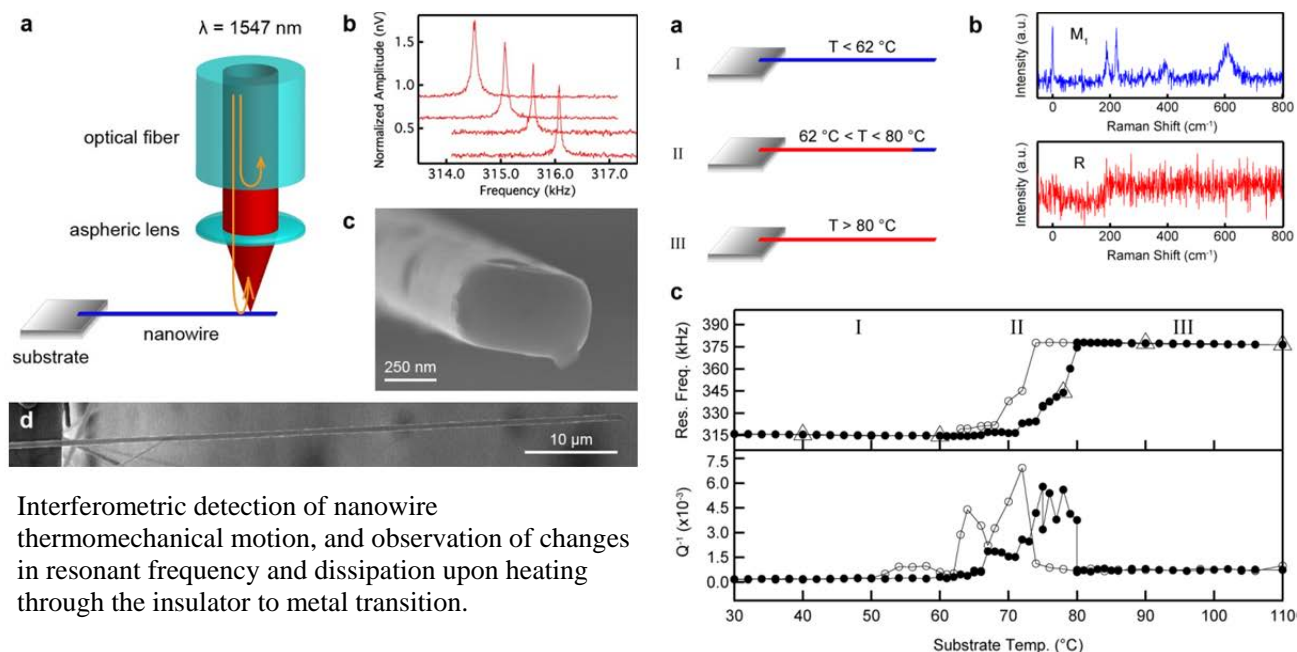 a
λ = 1547 nm
optical fiber
aspheric lens
nanowire
substrate
b
Normalized Amplitude (nV)
1.5
1.0
0.5
314.0 315.0 316.0 317.0
Frequency (kHz)
c
250 nm
d
10 µm
Interferometric detection of nanowire
thermomechanical motion, and observation of changes
in resonant frequency and dissipation upon heating
through the insulator to metal transition.
a
I
T < 62 °C
II
62 °C < T < 80 °C
III
T > 80 °C
b
Intensity (a.u.)
M1
0 200 400 600 800
Raman Shift (cm-1)
Intensity (a.u.)
R
0 200 400 600 800
Raman Shift (cm-1)
c
I II III
Res. Freq. (kHz)
390
375
360
345
330
315
Q-1 (x10-3)
7.5
6.0
4.5
3.0
1.5
0.0
30 40 50 60 70 80 90 100 110
Substrate Temp. (°C)